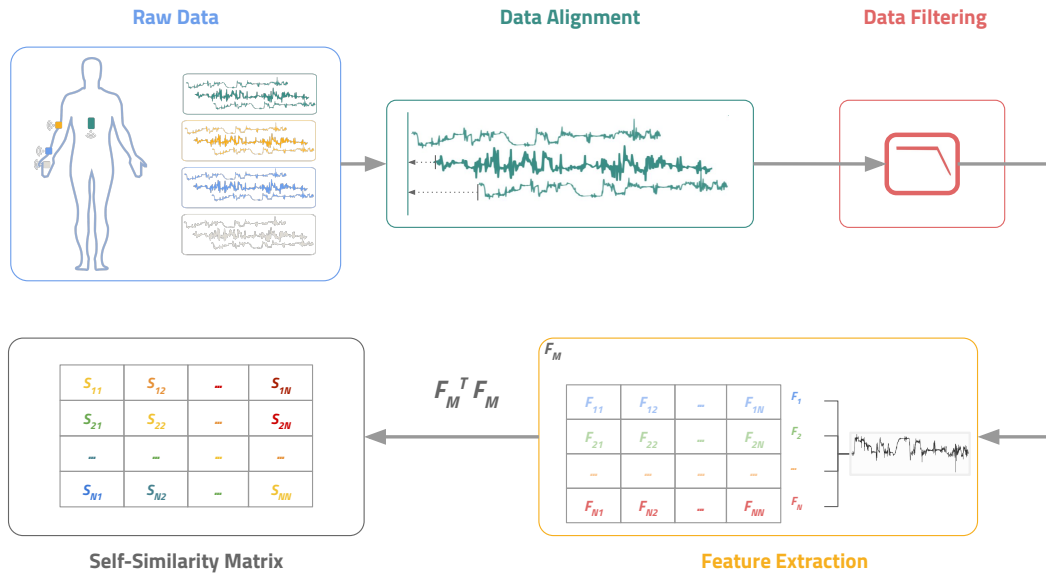 Raw Data
Data Alignment
Data Filtering
F_M
S_11 S_12 ... S_1N
S_21 S_22 ... S_2N
... ... ... ...
S_N1 S_N2 ... S_NN
F_M^T F_M
F_11 F_12 ... F_1N F_1
F_21 F_22 ... F_2N F_2
... ... ... ... ...
F_N1 F_N2 ... F_NN F_N
Self-Similarity Matrix
Feature Extraction